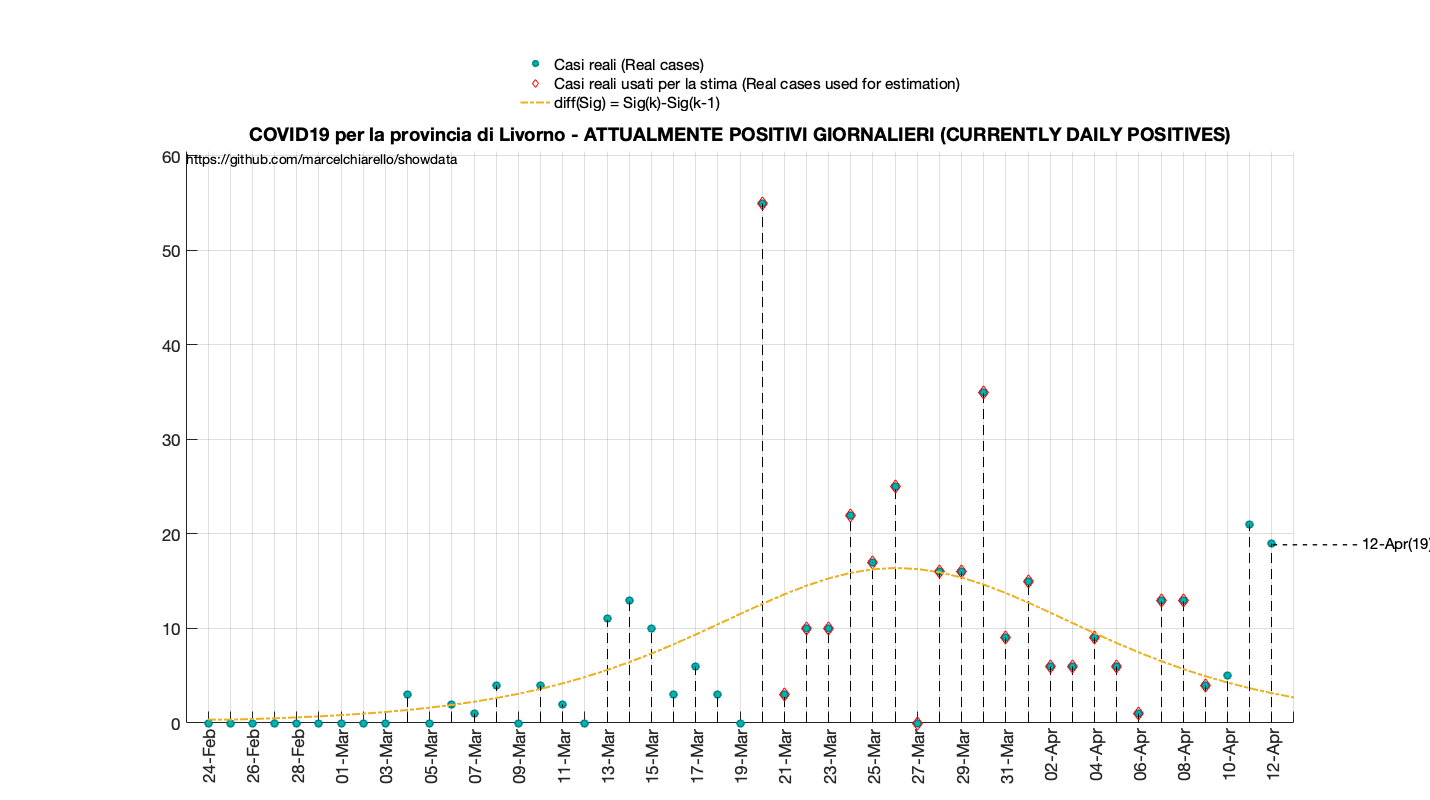 Casi reali (Real cases)
Casi reali usati per la stima (Real cases used for estimation)
diff(Sig) = Sig(k)-Sig(k-1)
COVID19 per la provincia di Livorno - ATTUALMENTE POSITIVI GIORNALIERI (CURRENTLY DAILY POSITIVES)
https://github.com/marcelchiarello/showdata
60
50
40
30
20
10
0
12-Apr(19)
24-Feb
26-Feb
28-Feb
01-Mar
03-Mar
05-Mar
07-Mar
09-Mar
11-Mar
13-Mar
15-Mar
17-Mar
19-Mar
21-Mar
23-Mar
25-Mar
27-Mar
29-Mar
31-Mar
02-Apr
04-Apr
06-Apr
08-Apr
10-Apr
12-Apr